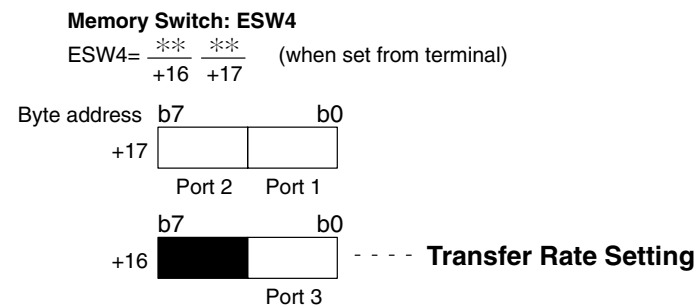 Memory Switch: ESW4
ESW4= ** ** (when set from terminal)
+16 +17
Byte address b7 b0
+17
Port 2 Port 1
b7 b0
+16 - - - - Transfer Rate Setting
Port 3